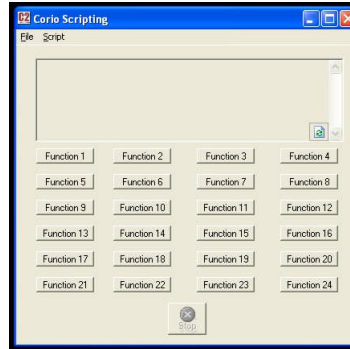 C2 Corio Scripting
File Script
Function 1 Function 2 Function 3 Function 4
Function 5 Function 6 Function 7 Function 8
Function 9 Function 10 Function 11 Function 12
Function 13 Function 14 Function 15 Function 16
Function 17 Function 18 Function 19 Function 20
Function 21 Function 22 Function 23 Function 24
Stop